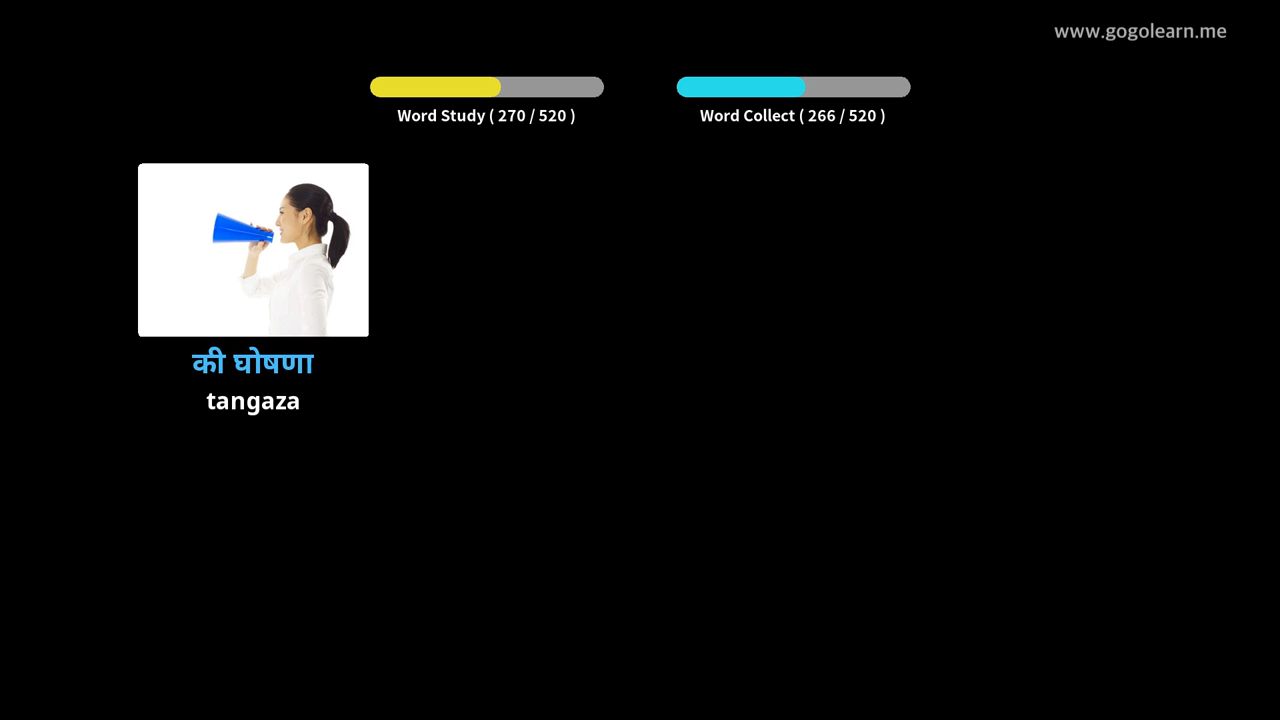 www.gogolearn.me
Word Study ( 270 / 520 )
Word Collect ( 266 / 520 )
की घोषणा
tangaza